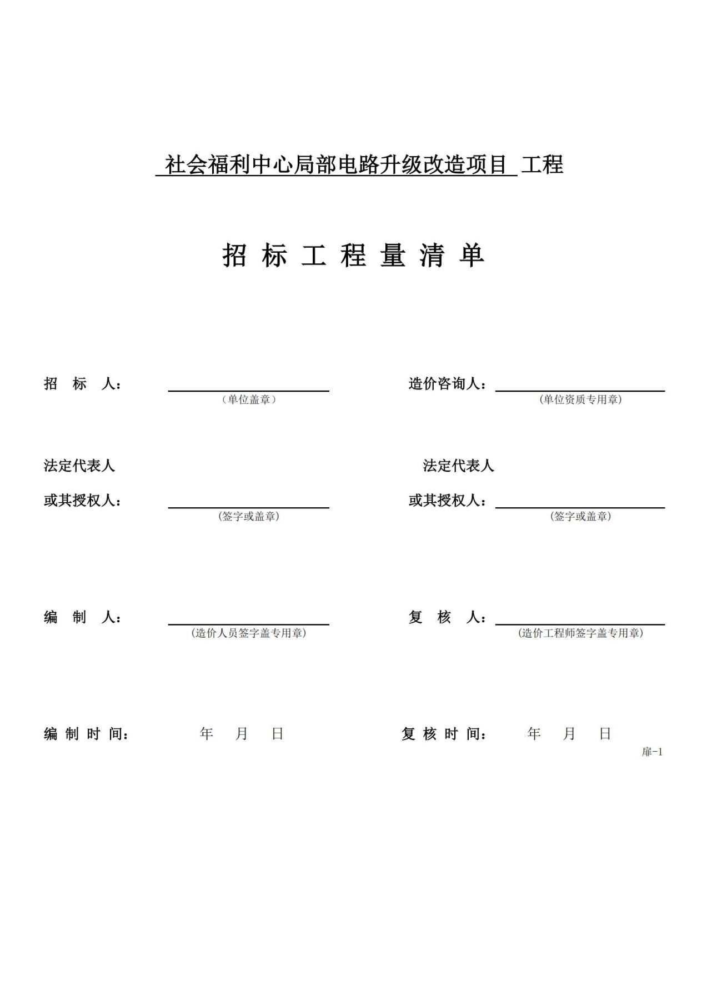 社会福利中心局部电路升级改造项目 工程
招标工程量清单
招 标 人： 造价咨询人：
（单位盖章） (单位资质专用章)
法定代表人 法定代表人
或其授权人： 或其授权人：
(签字或盖章) (签字或盖章)
编 制 人： 复 核 人：
(造价人员签字盖专用章) (造价工程师签字盖专用章)
编制时间： 年 月 日 复核时间： 年 月 日
扉-1